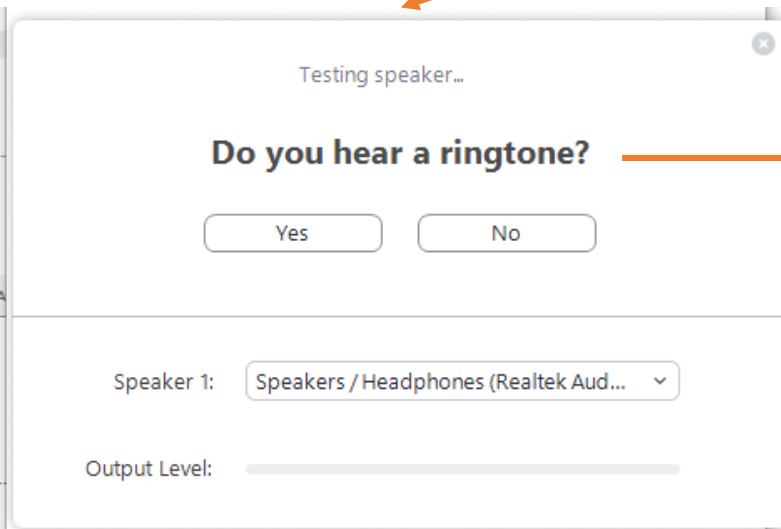 Testing speaker...
Do you hear a ringtone?
Yes No
Speaker 1: Speakers / Headphones (Realtek Aud...
Output Level: